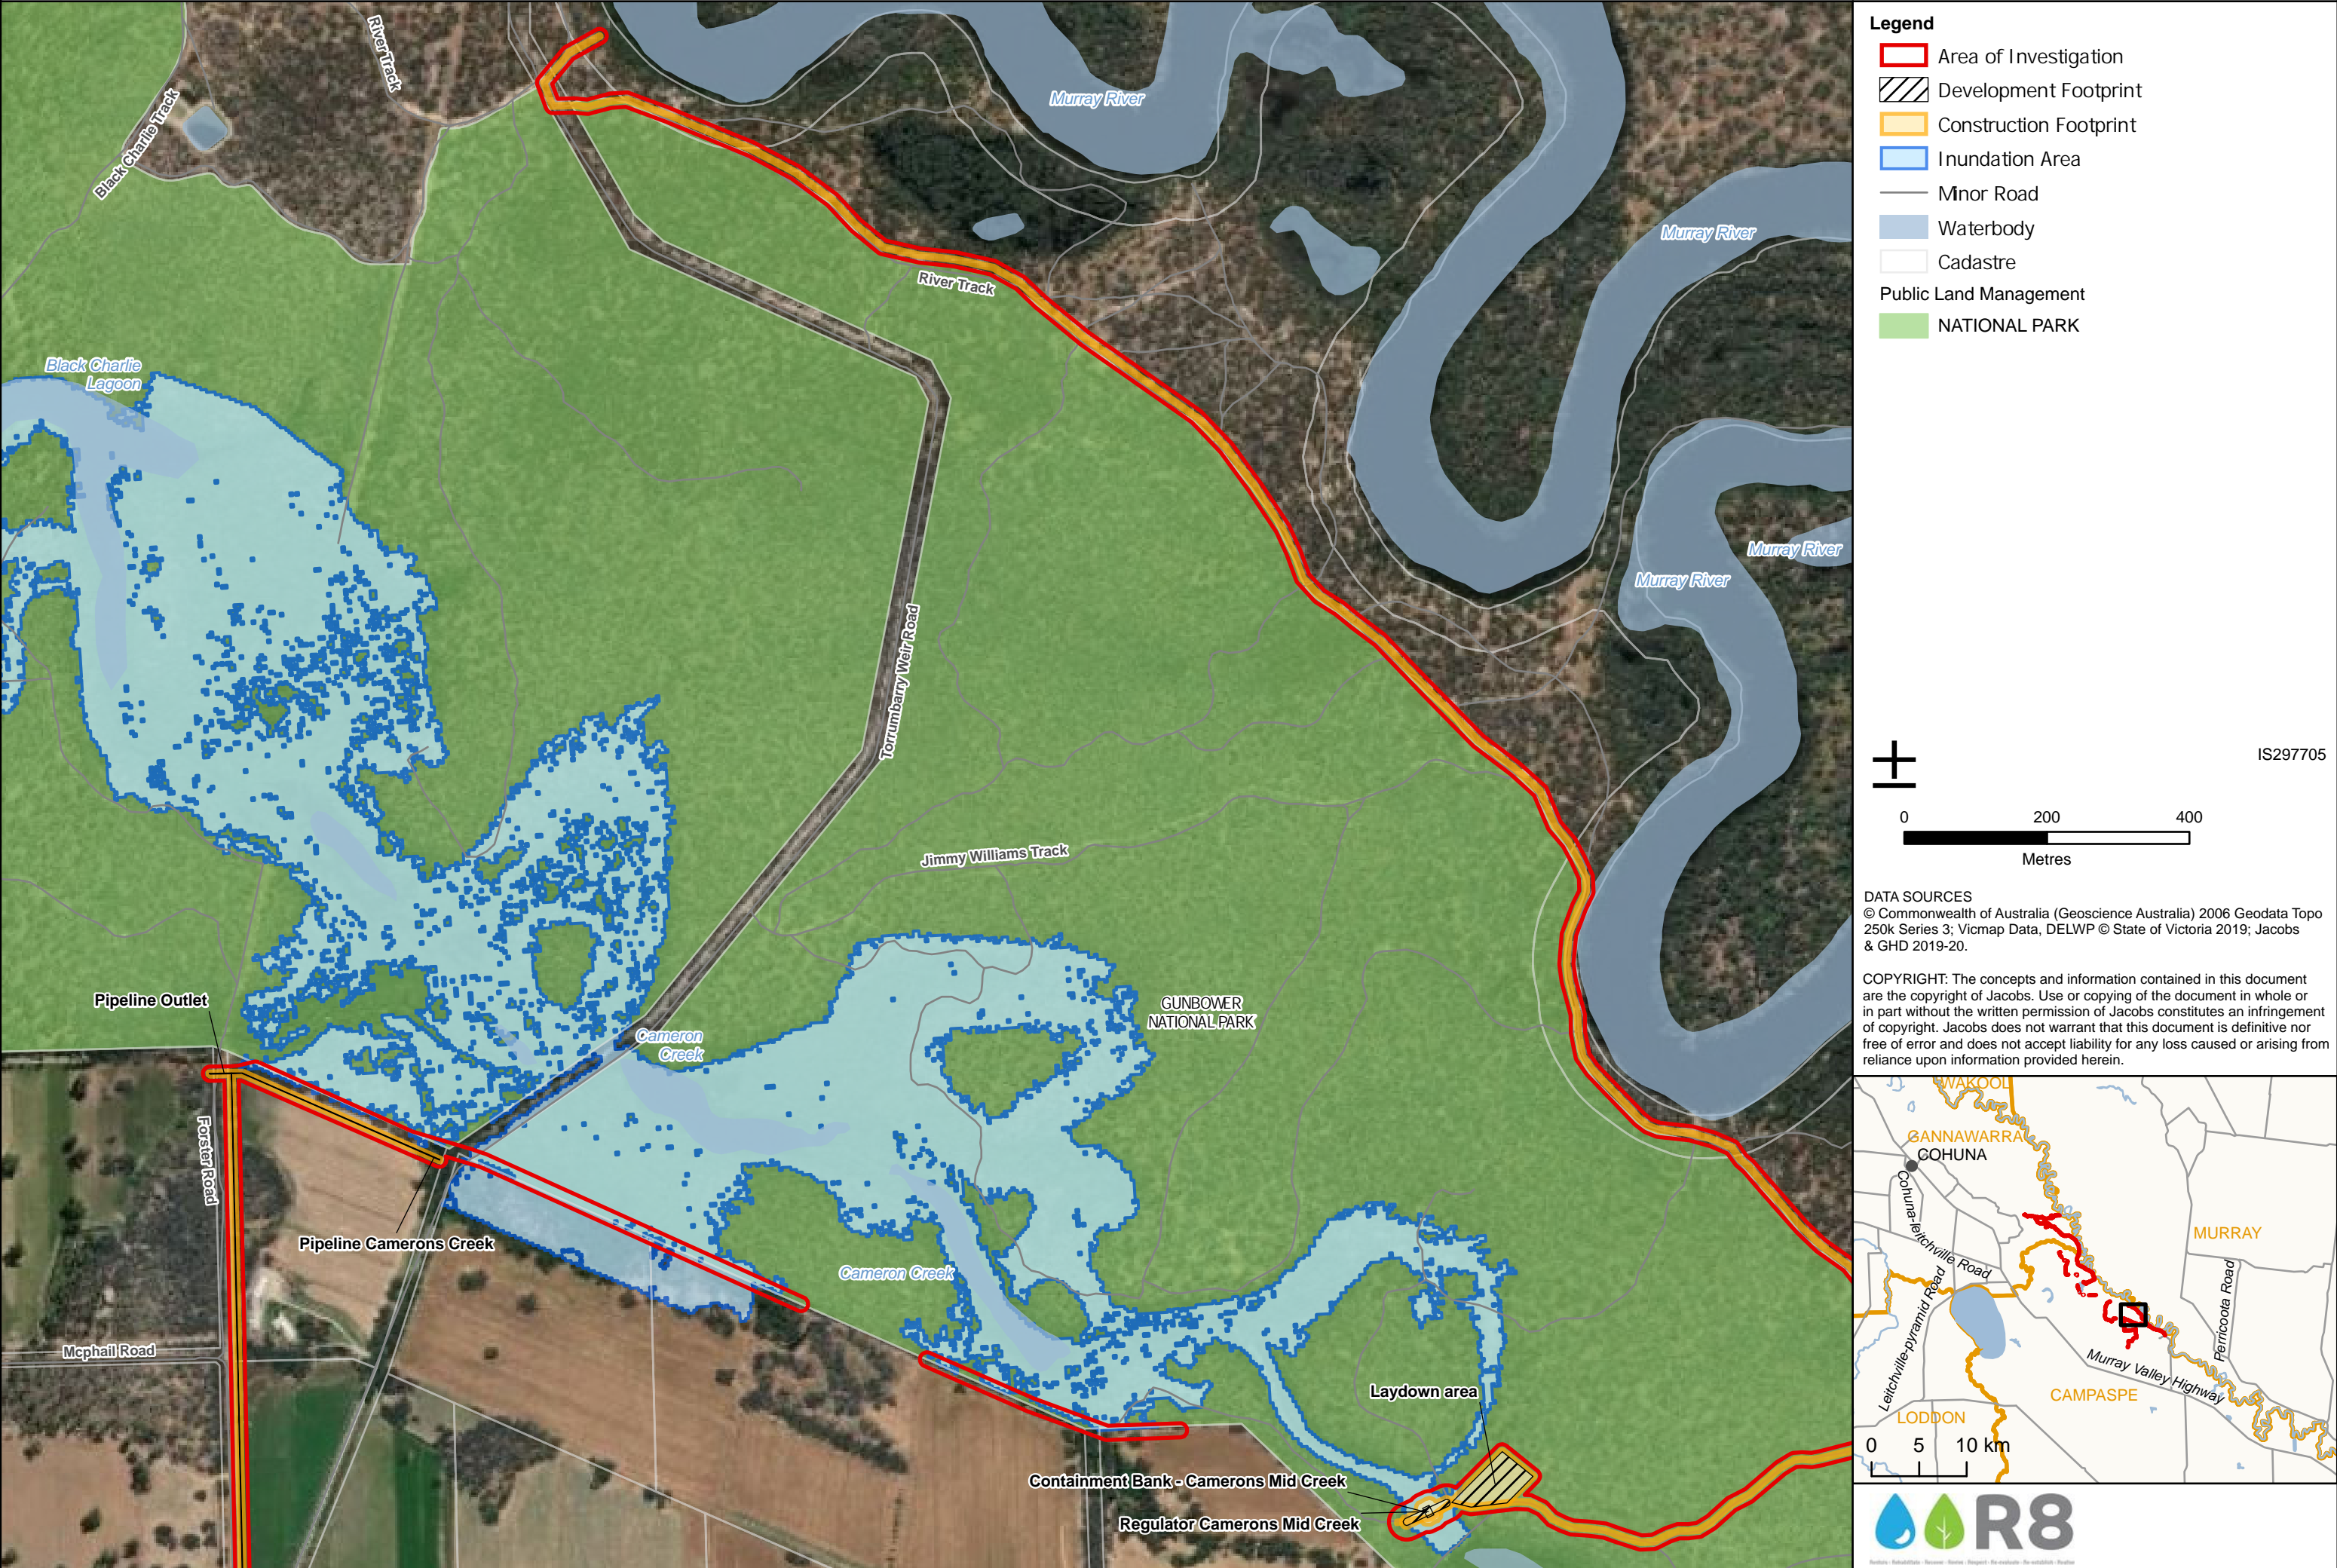 River Track
Black Charlie Track
Murray River
Murray River
River Track
Black Charlie
Lagoon
Murray River
Murray River
Torrumbarry Weir Road
Jimmy Williams Track
Pipeline Outlet
GUNBOWER
NATIONAL PARK
Cameron
Creek
Forster Road
Pipeline Camerons Creek
Cameron Creek
Mcphail Road
Laydown area
Containment Bank - Camerons Mid Creek
Regulator Camerons Mid Creek
Legend
Area of Investigation
Development Footprint
Construction Footprint
Inundation Area
Minor Road
Waterbody
Cadastre
Public Land Management
NATIONAL PARK
IS297705
0 200 400
Metres
DATA SOURCES
© Commonwealth of Australia (Geoscience Australia) 2006 Geodata Topo
250k Series 3; Vicmap Data, DELWP © State of Victoria 2019; Jacobs
& GHD 2019-20.
COPYRIGHT: The concepts and information contained in this document
are the copyright of Jacobs. Use or copying of the document in whole or
in part without the written permission of Jacobs constitutes an infringement
of copyright. Jacobs does not warrant that this document is definitive nor
free of error and does not accept liability for any loss caused or arising from
reliance upon information provided herein.
WAKOOL
GANNAWARRA
COHUNA
Cohuna-leitchville Road
MURRAY
Leitchville-pyramid Road
Perricoota Road
Murray Valley Highway
CAMPASPE
LODDON
0 5 10 km
R8